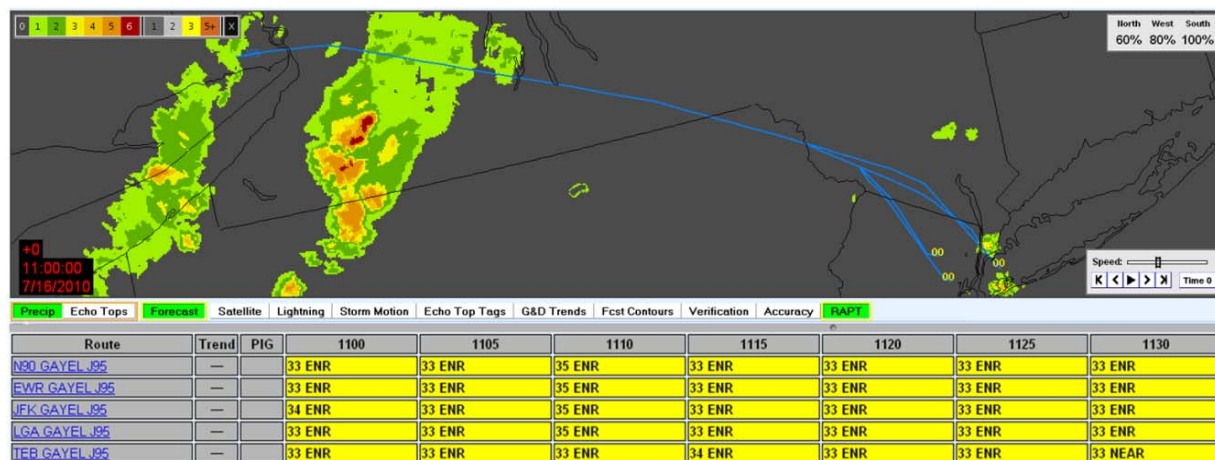 0 1 2 3 4 5 6 1 2 3 5+ X
North West South
60% 80% 100%
00
00
00
+0
11:00:00
7/16/2010
Speed:
Time 0
Precip Echo Tops Forecast Satellite Lightning Storm Motion Echo Top Tags G&D Trends Fcst Contours Verification Accuracy RAPT
Route Trend PIG 1100 1105 1110 1115 1120 1125 1130
N90 GAYEL J95 — 33 ENR 33 ENR 35 ENR 33 ENR 33 ENR 33 ENR 33 ENR
EWR GAYEL J95 — 33 ENR 33 ENR 35 ENR 33 ENR 33 ENR 33 ENR 33 ENR
JFK GAYEL J95 — 34 ENR 33 ENR 35 ENR 33 ENR 33 ENR 33 ENR 33 ENR
LGA GAYEL J95 — 33 ENR 33 ENR 35 ENR 33 ENR 33 ENR 33 ENR 33 ENR
TEB GAYEL J95 — 33 ENR 33 ENR 33 ENR 34 ENR 33 ENR 33 ENR 33 NEAR